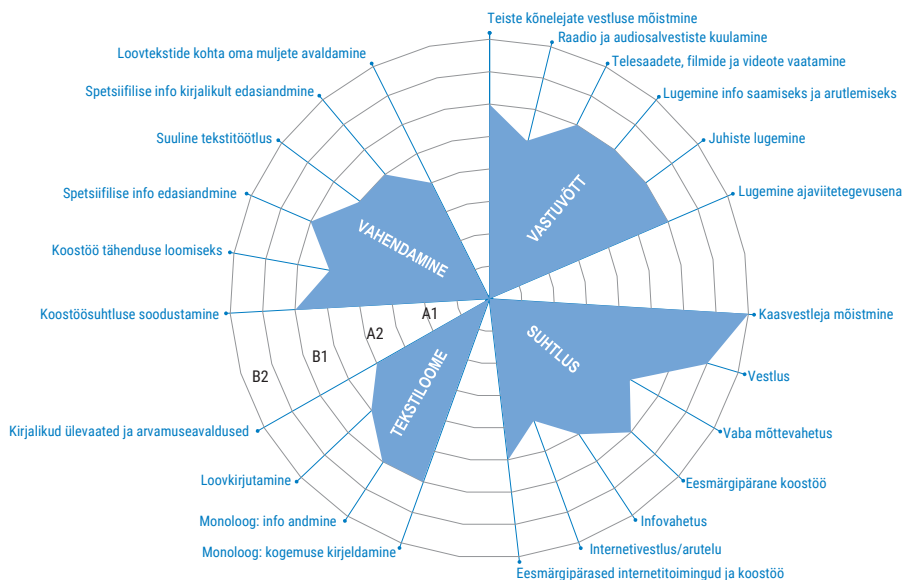 Teiste kõnelejate vestluse mõistmine
Raadio ja audiosalvestiste kuulamine
Telesaadete, filmide ja videote vaatamine
Lugemine info saamiseks ja arutlemiseks
Juhiste lugemine
Lugemine ajaviitetegevusena
Kaasvestleja mõistmine
Vestlus
Vaba mõttevahetus
Eesmärgipärane koostöö
Infovahetus
Internetivestlus/arutelu
Eesmärgipärased internetitoimingud ja koostöö
Monoloog: kogemuse kirjeldamine
Monoloog: info andmine
Loovkirjutamine
Kirjalikud ülevaated ja arvamuseavaldused
Koostöösuhtluse soodustamine
Koostöö tähenduse loomiseks
Spetsiifilise info edasiandmine
Suuline tekstitöötlus
Spetsiifilise info kirjalikult edasiandmine
Loovtekstide kohta oma muljete avaldamine
VASTUVÕTT
SUHTLUS
TEKSTILOOME
VAHENDAMINE
A1
A2
B1
B2